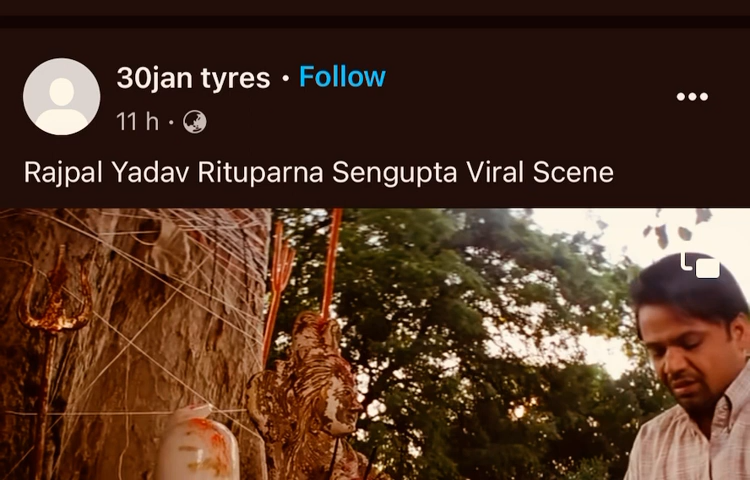 30jan tyres • Follow
11 h •
Rajpal Yadav Rituparna Sengupta Viral Scene